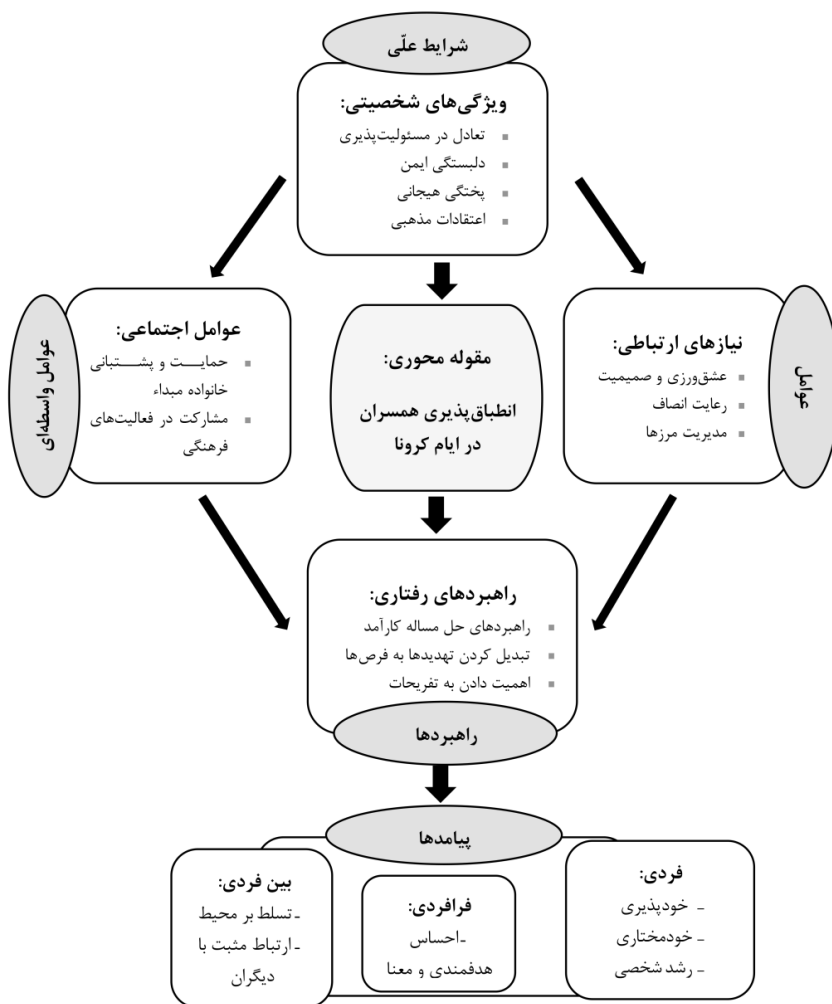 شرایط علّی
ویژگی‌های شخصیتی:
▪ تعادل در مسئولیت‌پذیری
▪ دلبستگی ایمن
▪ پختگی هیجانی
▪ اعتقادات مذهبی
عوامل
نیازهای ارتباطی:
▪ عشق‌ورزی و صمیمیت
▪ رعایت انصاف
▪ مدیریت مرزها
مقوله محوری:
انطباق‌پذیری همسران
در ایام کرونا
عوامل اجتماعی:
▪ حمایت و پشتبانی
خانواده مبداء
▪ مشارکت در فعالیت‌های
فرهنگی
عوامل واسطه‌ای
راهبردهای رفتاری:
▪ راهبردهای حل مساله کارآمد
▪ تبدیل کردن تهدیدها به فرص‌ها
▪ اهمیت دادن به تفریحات
راهبردها
پیامدها
فردی:
- خودپذیری
- خودمختاری
- رشد شخصی
فرافردی:
-احساس
هدفمندی و معنا
بین فردی:
-تسلط بر محیط
-ارتباط مثبت با
دیگران